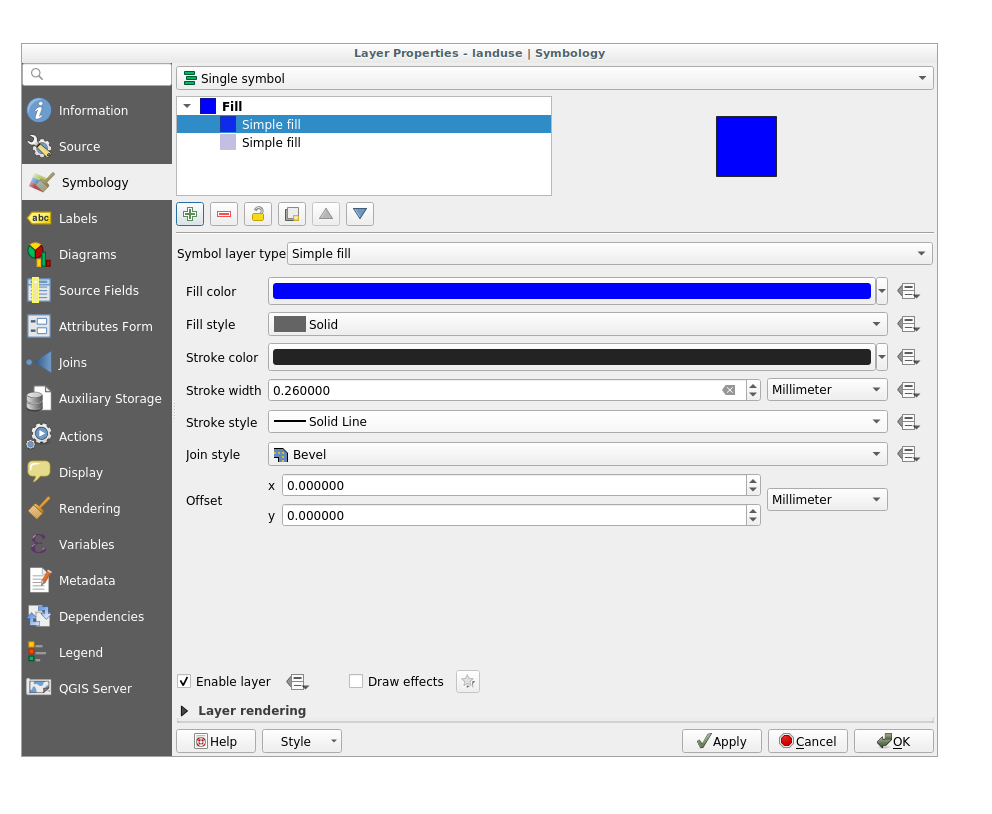 Layer Properties - landuse | Symbology
Single symbol
Information
Source
Symbology
abc Labels
Diagrams
Source Fields
Attributes Form
Joins
Auxiliary Storage
Actions
Display
Rendering
Variables
Metadata
Dependencies
Legend
QGIS Server
Fill
Simple fill
Simple fill
Symbol layer type Simple fill
Fill color
Fill style Solid
Stroke color
Stroke width 0.260000 Millimeter
Stroke style Solid Line
Join style Bevel
Offset
x 0.000000
y 0.000000
Millimeter
Enable layer Draw effects
Layer rendering
Help Style Apply Cancel OK